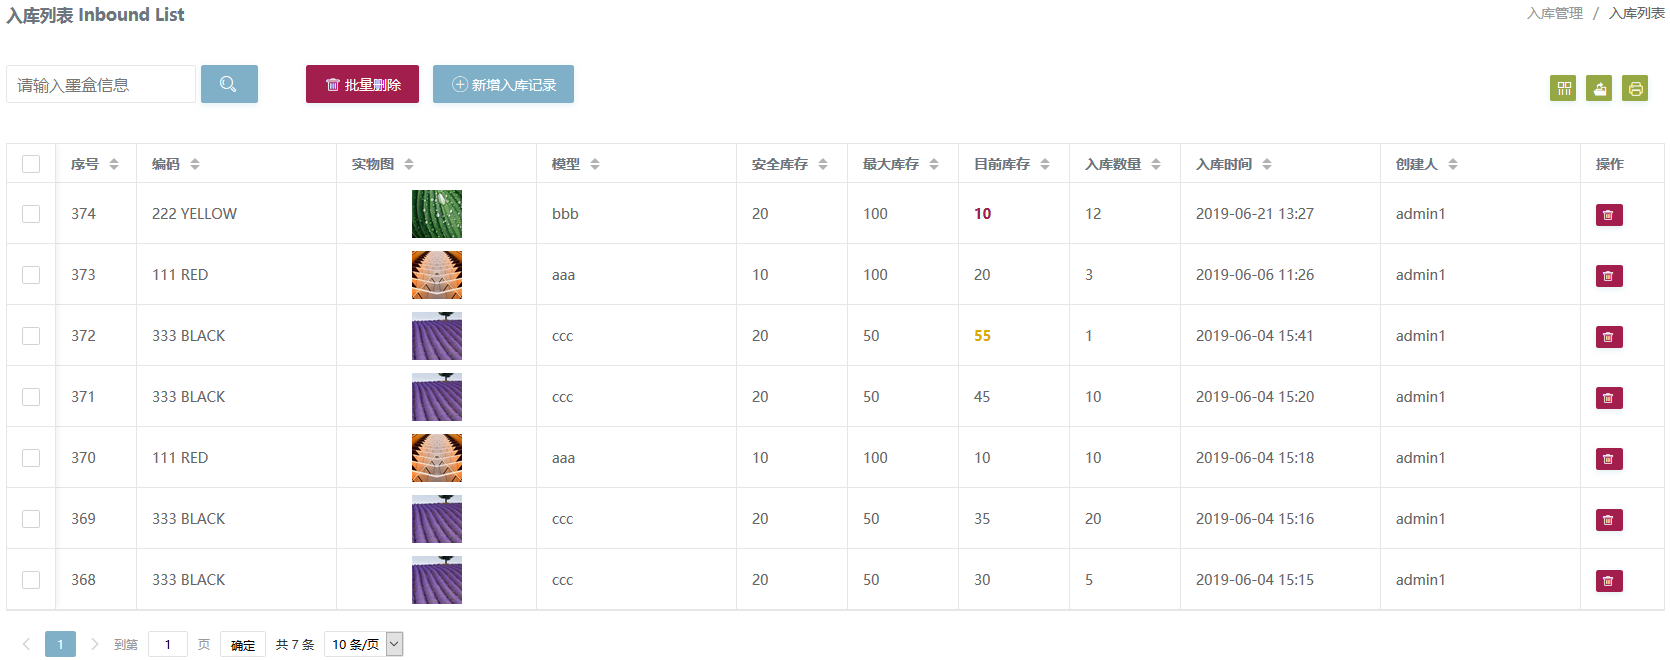 入库列表 Inbound List
入库管理 / 入库列表
请输入墨盒信息 批量删除 新增入库记录
序号 编码 实物图 模型 安全库存 最大库存 目前库存 入库数量 入库时间 创建人 操作
374 222 YELLOW bbb 20 100 10 12 2019-06-21 13:27 admin1
373 111 RED aaa 10 100 20 3 2019-06-06 11:26 admin1
372 333 BLACK ccc 20 50 55 1 2019-06-04 15:41 admin1
371 333 BLACK ccc 20 50 45 10 2019-06-04 15:20 admin1
370 111 RED aaa 10 100 10 10 2019-06-04 15:18 admin1
369 333 BLACK ccc 20 50 35 20 2019-06-04 15:16 admin1
368 333 BLACK ccc 20 50 30 5 2019-06-04 15:15 admin1
1 到第 1 页 确定 共 7 条 10 条/页